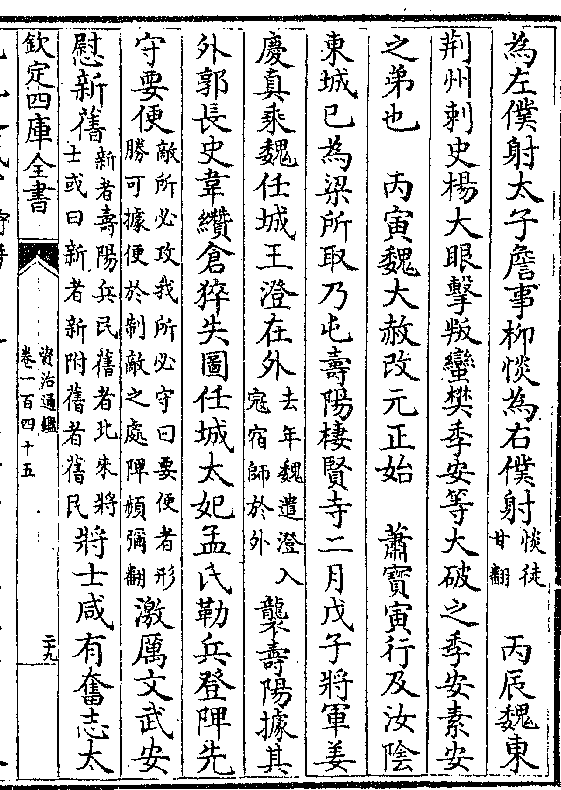 為左僕射太子詹事柳惔為右僕射惔徒甘翻　丙辰魏東
荆州刺史楊大眼擊叛蠻樊季安等大破之季安素安
之弟也　丙寅魏大赦改元正始　蕭寶寅行及汝陰
東城已為梁所取乃屯壽陽棲賢寺二月戊子將軍姜
慶真乘魏任城王澄在外去年魏遣澄入寇宿師於外襲壽陽據其
外郭長史韋纉倉猝失圖任城太妃孟氏勒兵登陴先
守要便敵所必攻我所必守曰要便者形勝可據便於制敵之處陴頻彌翻激厲文武安
慰新舊新者壽陽兵民舊者北來將士或曰新者新附舊者舊民將士咸有奮志太
欽定四庫全書
資治通鑑
卷一百四十五
二十九